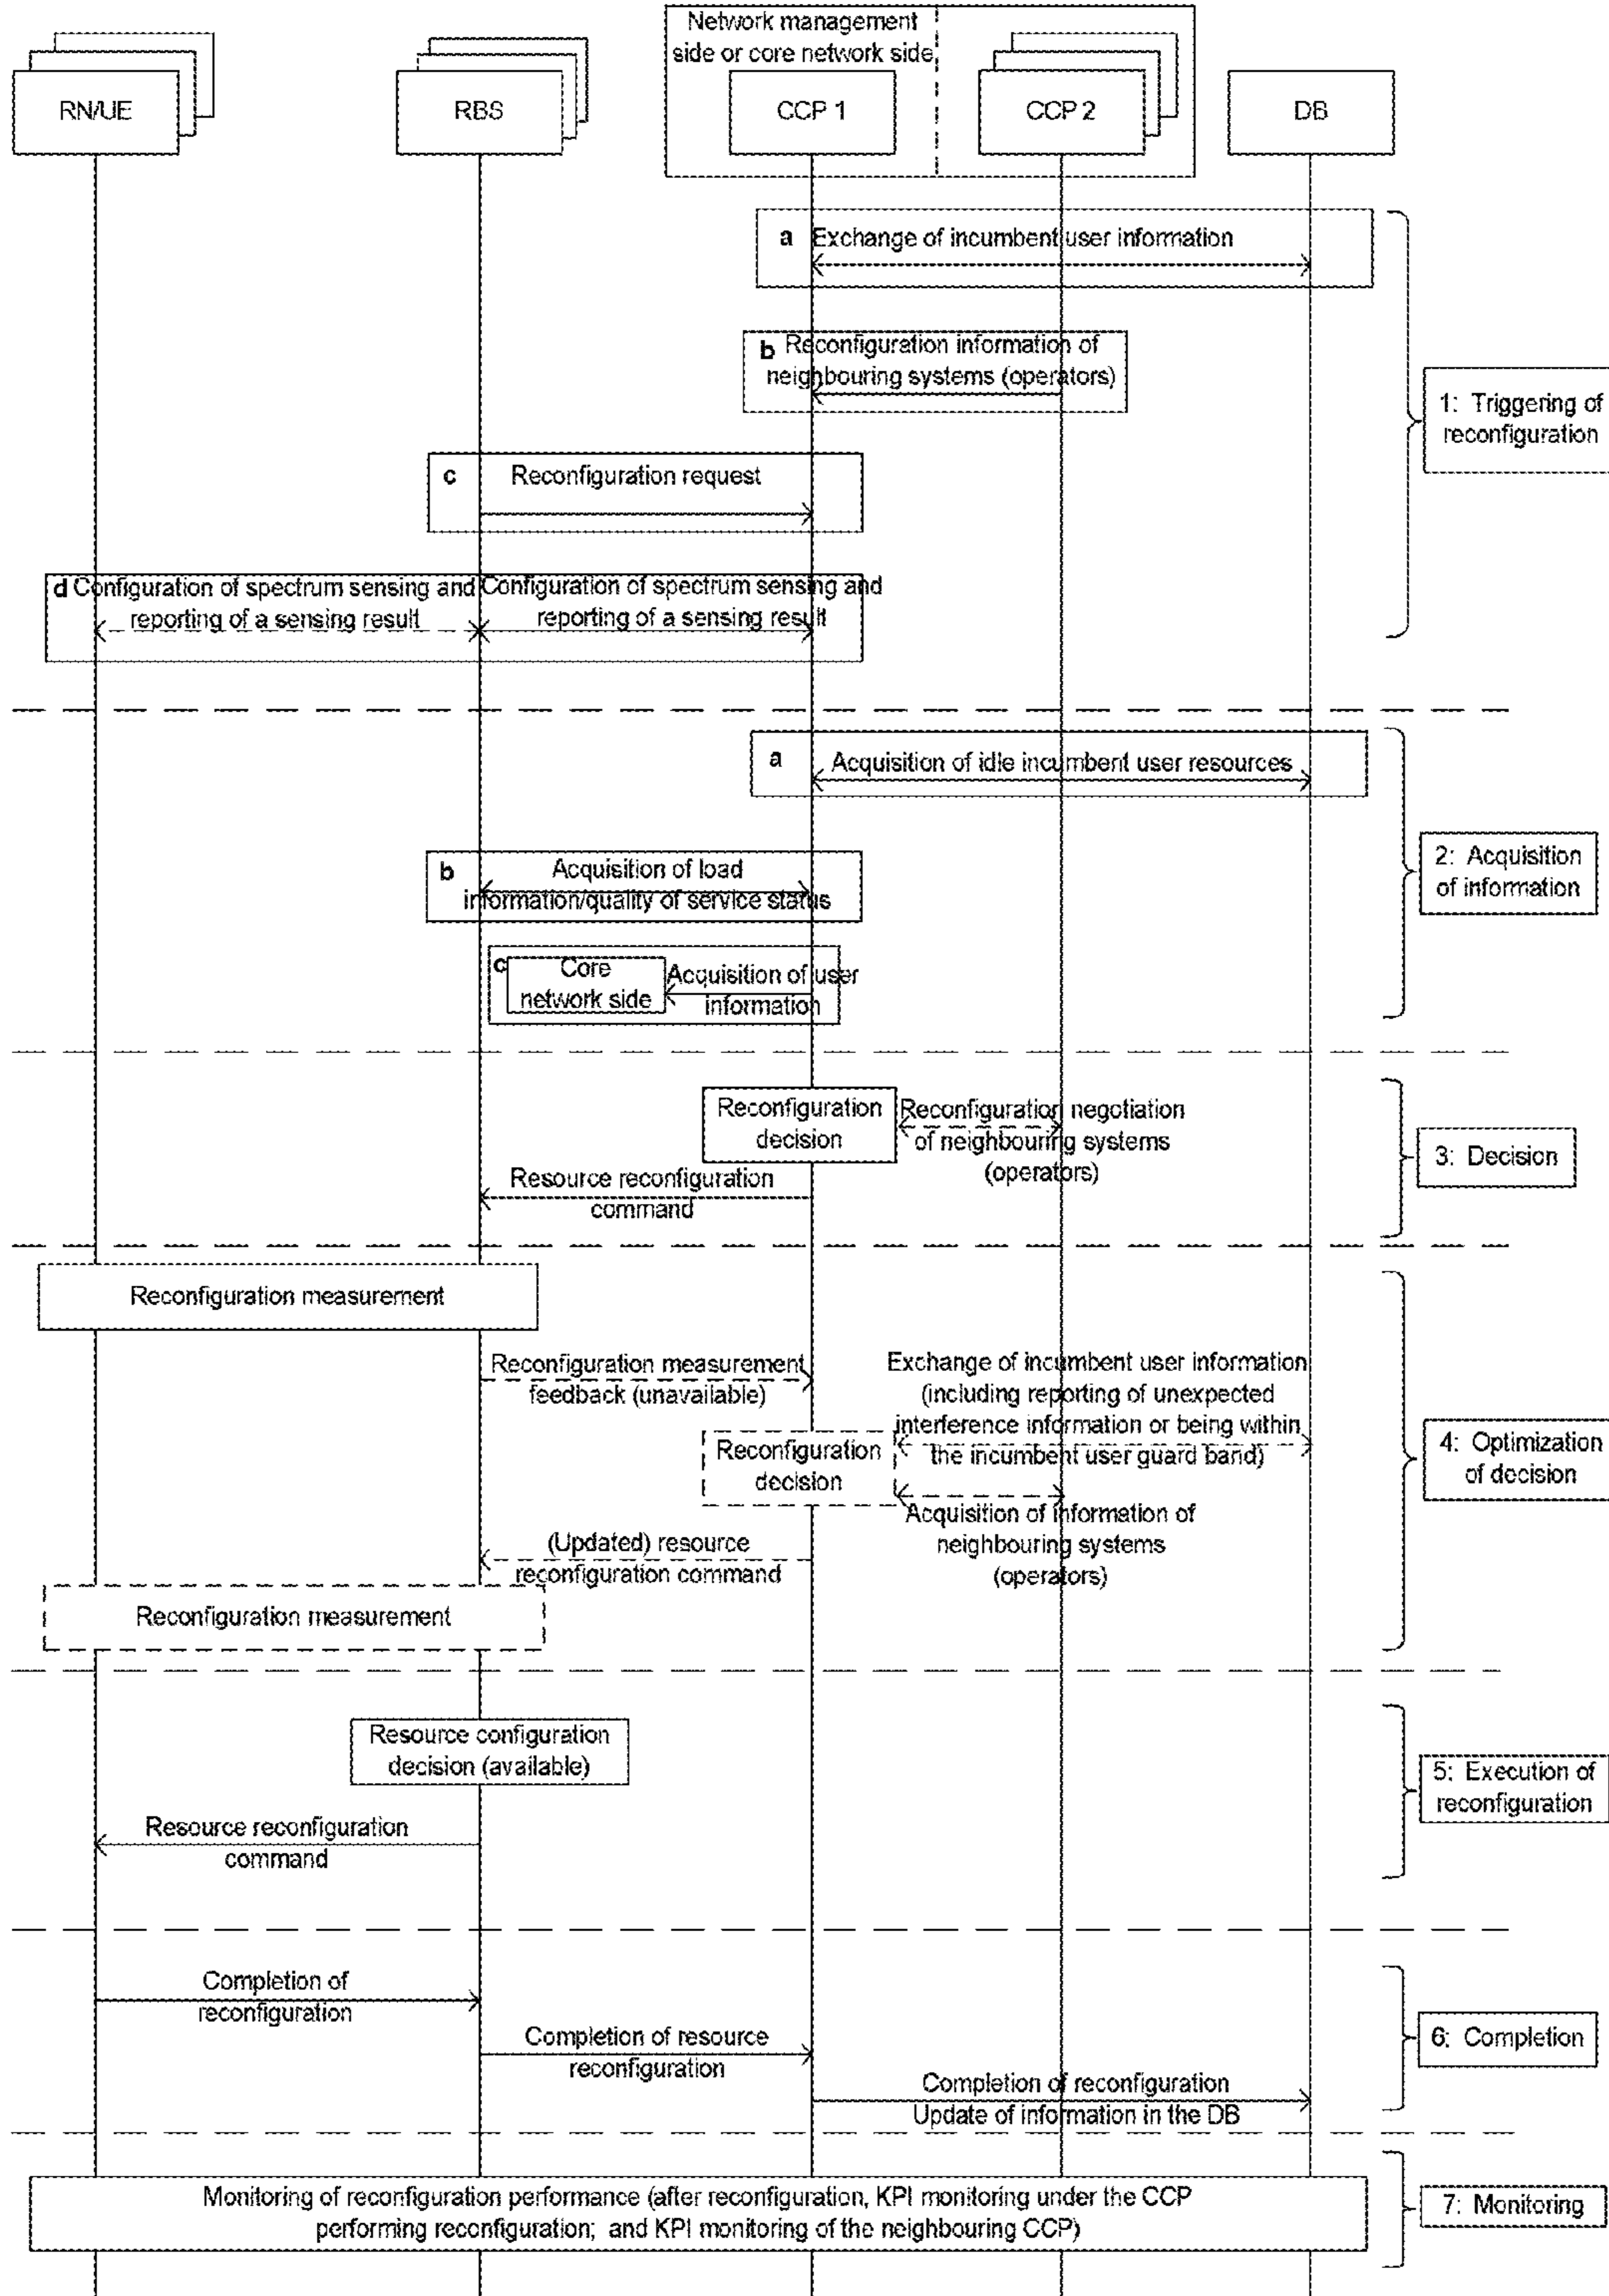 Network management
side or core network side
RN/UE
RBS
CCP 1
CCP 2
DB
a
Exchange of incumbent user information
b
Reconfiguration information of
neighbouring systems (operators)
1: Triggering of
reconfiguration
c
Reconfiguration request
d
Configuration of spectrum sensing and
reporting of a sensing result
Configuration of spectrum sensing and
reporting of a sensing result
a
Acquisition of idle incumbent user resources
b
Acquisition of load
information/quality of service status
2: Acquisition
of information
c
Core
network side
Acquisition of user
information
Reconfiguration
decision
Reconfiguration negotiation
of neighbouring systems
(operators)
3: Decision
Resource reconfiguration
command
Reconfiguration measurement
Reconfiguration measurement
feedback (unavailable)
Exchange of incumbent user information
(including reporting of unexpected
interference information or being within
the incumbent user guard band)
Reconfiguration
decision
4: Optimization
of decision
Acquisition of information of
neighbouring systems
(operators)
(Updated) resource
reconfiguration command
Reconfiguration measurement
Resource configuration
decision (available)
5: Execution of
reconfiguration
Resource reconfiguration
command
Completion of
reconfiguration
Completion of resource
reconfiguration
6: Completion
Completion of reconfiguration
Update of information in the DB
Monitoring of reconfiguration performance (after reconfiguration, KPI monitoring under the CCP
performing reconfiguration; and KPI monitoring of the neighbouring CCP)
7: Monitoring